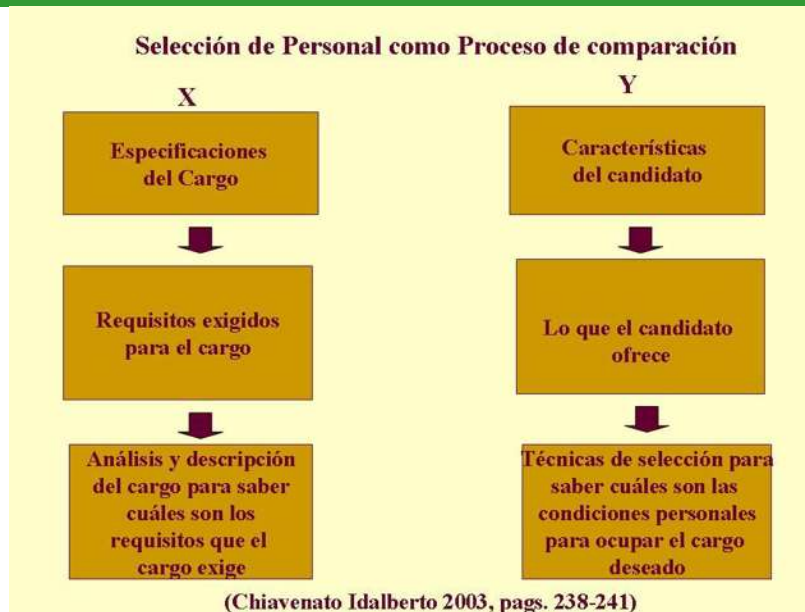 Selección de Personal como Proceso de comparación
X
Especificaciones
del Cargo
Requisitos exigidos
para el cargo
Análisis y descripción
del cargo para saber
cuáles son los
requisitos que el
cargo exige
Y
Características
del candidato
Lo que el candidato
ofrece
Técnicas de selección para
saber cuáles son las
condiciones personales
para ocupar el cargo
deseado
(Chiavenato Idalberto 2003, pags. 238-241)